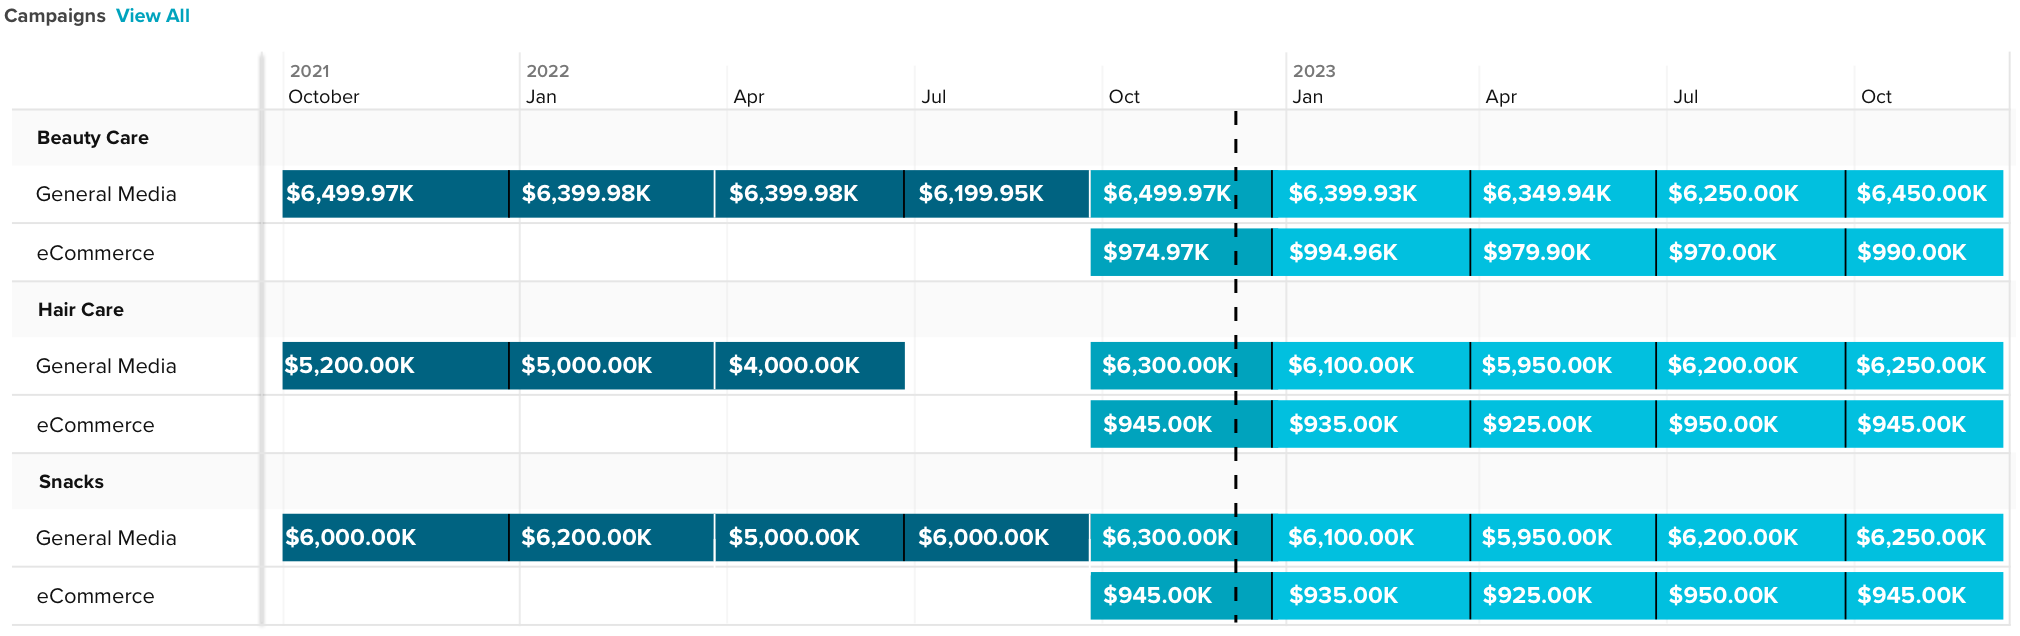 Campaigns View All
2021 2022 2023
October Jan Apr Jul Oct Jan Apr Jul Oct
Beauty Care
General Media $6,499.97K $6,399.98K $6,399.98K $6,199.95K $6,499.97K $6,399.93K $6,349.94K $6,250.00K $6,450.00K
eCommerce $974.97K $994.96K $979.90K $970.00K $990.00K
Hair Care
General Media $5,200.00K $5,000.00K $4,000.00K $6,300.00K $6,100.00K $5,950.00K $6,200.00K $6,250.00K
eCommerce $945.00K $935.00K $925.00K $950.00K $945.00K
Snacks
General Media $6,000.00K $6,200.00K $5,000.00K $6,000.00K $6,300.00K $6,100.00K $5,950.00K $6,200.00K $6,250.00K
eCommerce $945.00K $935.00K $925.00K $950.00K $945.00K